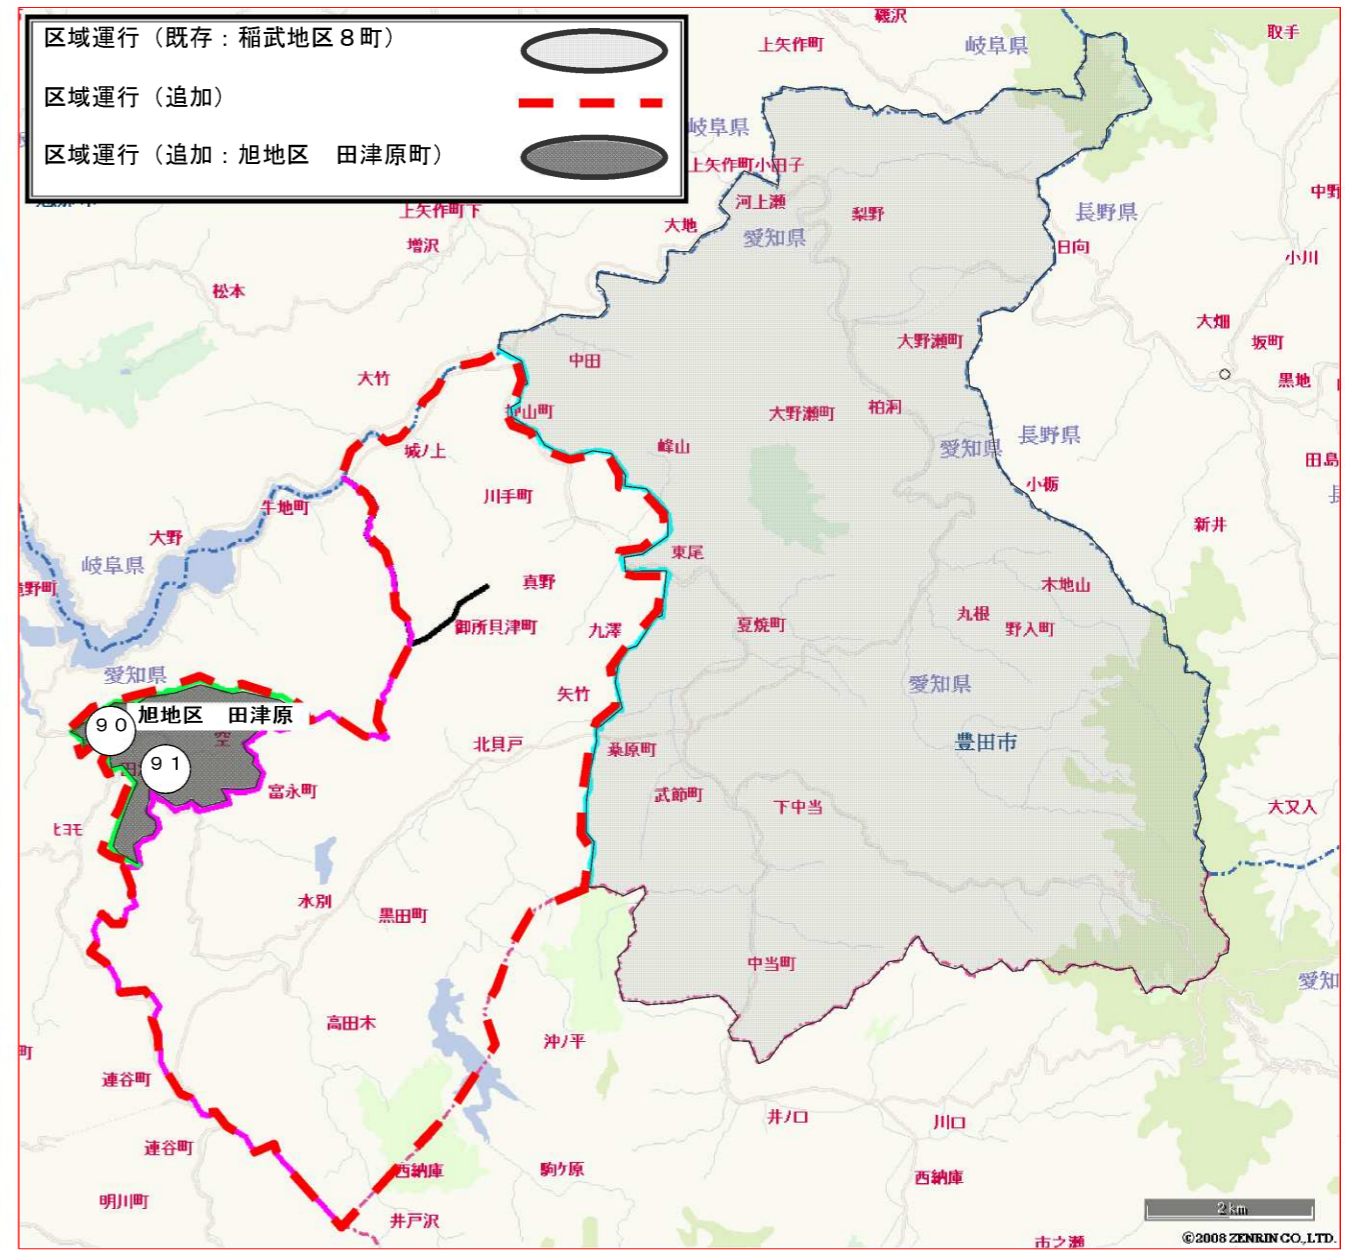 区域運行（既存：稲武地区８町）
区域運行（追加）
区域運行（追加：旭地区　田津原町）
磯沢
上矢作町
岐阜県
取手
岐阜県
上矢作町小田子
中野
上矢作町下
河上瀬
梨野
長野県
大地
愛知県
増沢
日向
小川
松本
大畑
大野瀬町
坂町
中田
大竹
黒地
山町
大野瀬町
柏洞
長野県
城ノ上
峰山
愛知県
田島
小栃
川手町
牛地町
新井
大野
東尾
岐阜県
真野
木地山
野町
丸根
御所貝津町
九澤
夏焼町
野入町
愛知県
愛知県
矢竹
９０
旭地区　田津原
北貝戸
桑原町
豊田市
９１
富永町
武節町
下中当
大又入
ヒヨモ
水別
黒田町
中当町
愛知
高田木
沖ノ平
町
連谷町
井ノ口
川口
連谷町
西納庫
駒ケ原
西納庫
明川町
井戸沢
2 km
市之瀬
©2008 ZENRIN CO., LTD.